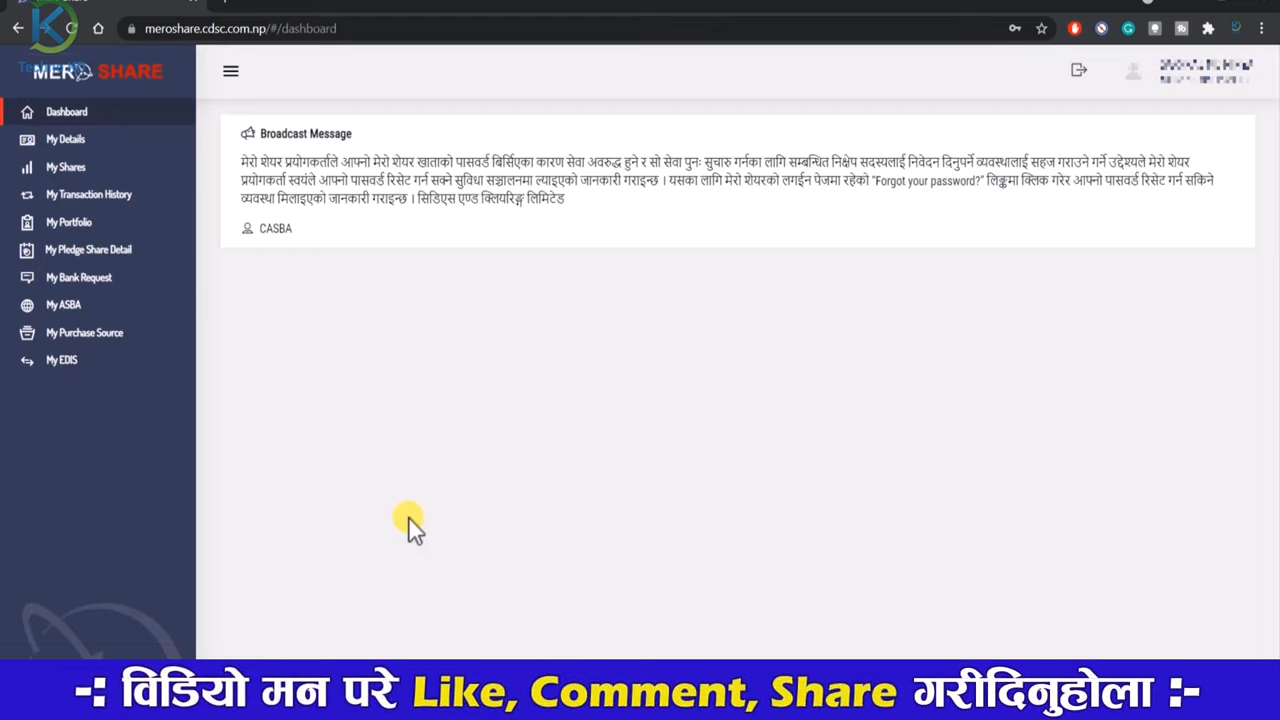 meroshare.cdsc.com.np/#/dashboard
MERO SHARE
Dashboard
My Details
My Shares
My Transaction History
My Portfolio
My Pledge Share Detail
My Bank Request
My ASBA
My Purchase Source
My EDIS
Broadcast Message
मेरो शेयर प्रयोगकर्ताले आफ्नो मेरो शेयर खाताको पासवर्ड बिर्सिएका कारण सेवा अवरुद्ध हुने र सो सेवा पुनः सुचारु गर्नका लागि सम्बन्धित निक्षेप सदस्यलाई निवेदन दिनुपर्ने व्यवस्थालाई सहज गराउने गर्ने उद्देश्यले मेरो शेयर
प्रयोगकर्ता स्वयंले आफ्नो पासवर्ड रिसेट गर्न सक्ने सुविधा सञ्चालनमा ल्याइएको जानकारी गराइन्छ । यसका लागि मेरो शेयरको लगईन पेजमा रहेको "Forgot your password?" लिङ्कमा क्लिक गरेर आफ्नो पासवर्ड रिसेट गर्न सकिने
व्यवस्था मिलाइएको जानकारी गराइन्छ । सिडिएस एण्ड क्लियरिङ्ग लिमिटेड
CASBA
-: विडियो मन परे Like, Comment, Share गरीदिनुहोला :-